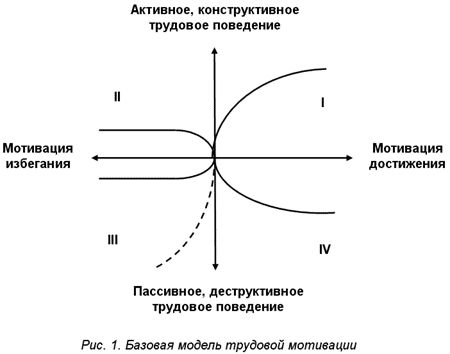 Активное, конструктивное
трудовое поведение
II
I
Мотивация
избегания
Мотивация
достижения
III
IV
Пассивное, деструктивное
трудовое поведение
Рис. 1. Базовая модель трудовой мотивации